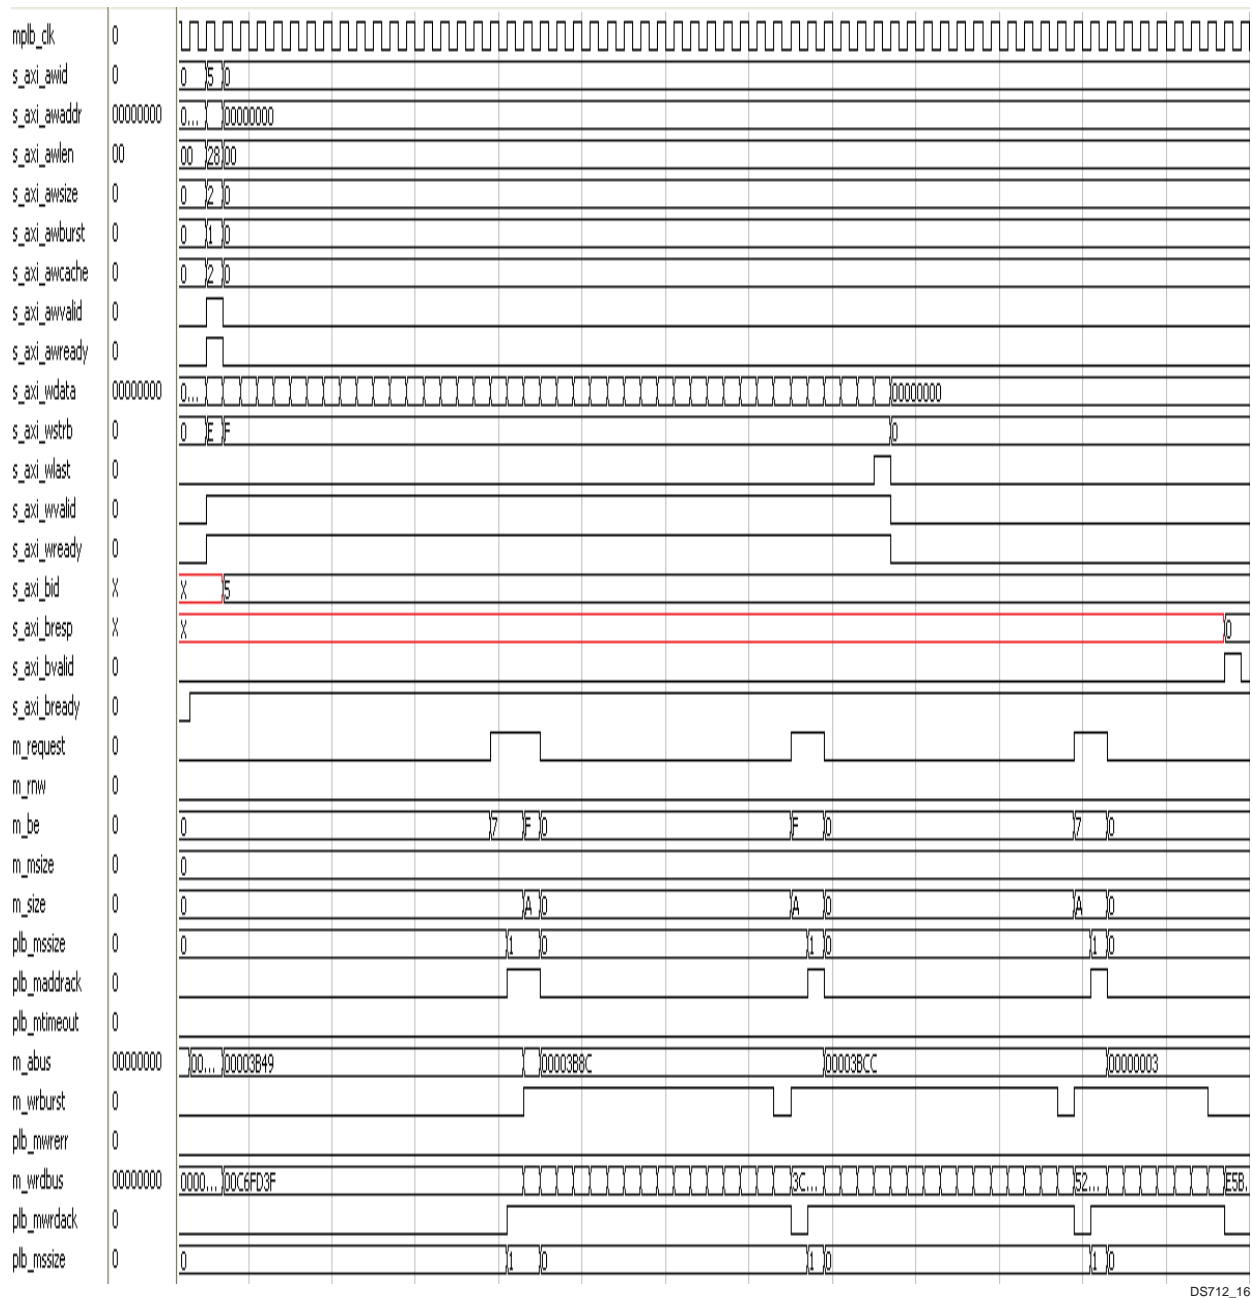 mplb_clk 0
s_axi_awid 0 0 5 0
s_axi_awaddr 00000000 0... 00000000
s_axi_awlen 00 00 28 00
s_axi_awsize 0 0 2 0
s_axi_awburst 0 0 1 0
s_axi_awcache 0 0 2 0
s_axi_awvalid 0
s_axi_awready 0
s_axi_wdata 00000000 0... 00000000
s_axi_wstrb 0 0 E F 0
s_axi_wlast 0
s_axi_wvalid 0
s_axi_wready 0
s_axi_bid X X 5
s_axi_bresp X X 0
s_axi_bvalid 0
s_axi_bready 0
m_request 0
m_rnw 0
m_be 0 0 7 F 0 F 0 7 0
m_msize 0 0
m_size 0 0 A 0 A 0 A 0
plb_mssize 0 0 1 0 1 0 1 0
plb_maddrack 0
plb_mtimeout 0
m_abus 00000000 00... 00003B49 00003B8C 00003BCC 00000003
m_wrburst 0
plb_mwrerr 0
m_wrdbus 00000000 0000... 00C6FD3F 3C... 52... E5B.
plb_mwrdack 0
plb_mssize 0 0 1 0 1 0 1 0
DS712_16